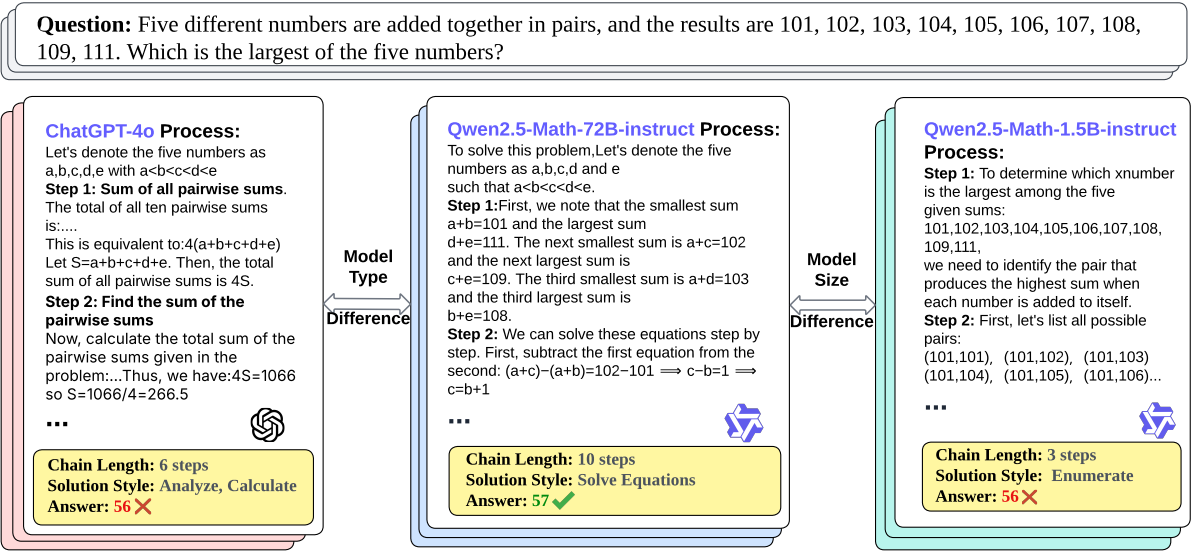 Question: Five different numbers are added together in pairs, and the results are 101, 102, 103, 104, 105, 106, 107, 108,
109, 111. Which is the largest of the five numbers?
ChatGPT-4o Process:
Let's denote the five numbers as
a,b,c,d,e with a<b<c<d<e
Step 1: Sum of all pairwise sums.
The total of all ten pairwise sums
is:....
This is equivalent to:4(a+b+c+d+e)
Let S=a+b+c+d+e. Then, the total
sum of all pairwise sums is 4S.
Step 2: Find the sum of the
pairwise sums
Now, calculate the total sum of the
pairwise sums given in the
problem:...Thus, we have:4S=1066
so S=1066/4=266.5
...
Chain Length: 6 steps
Solution Style: Analyze, Calculate
Answer: 56
Model
Type
Difference
Qwen2.5-Math-72B-instruct Process:
To solve this problem,Let's denote the five
numbers as a,b,c,d and e
such that a<b<c<d<e.
Step 1:First, we note that the smallest sum
a+b=101 and the largest sum
d+e=111. The next smallest sum is a+c=102
and the next largest sum is
c+e=109. The third smallest sum is a+d=103
and the third largest sum is
b+e=108.
Step 2: We can solve these equations step by
step. First, subtract the first equation from the
second: (a+c)−(a+b)=102−101 ⟹ c−b=1 ⟹
c=b+1
...
Chain Length: 10 steps
Solution Style: Solve Equations
Answer: 57
Model
Size
Difference
Qwen2.5-Math-1.5B-instruct
Process:
Step 1: To determine which xnumber
is the largest among the five
given sums:
101,102,103,104,105,106,107,108,
109,111,
we need to identify the pair that
produces the highest sum when
each number is added to itself.
Step 2: First, let's list all possible
pairs:
(101,101), (101,102), (101,103)
(101,104), (101,105), (101,106)...
...
Chain Length: 3 steps
Solution Style: Enumerate
Answer: 56